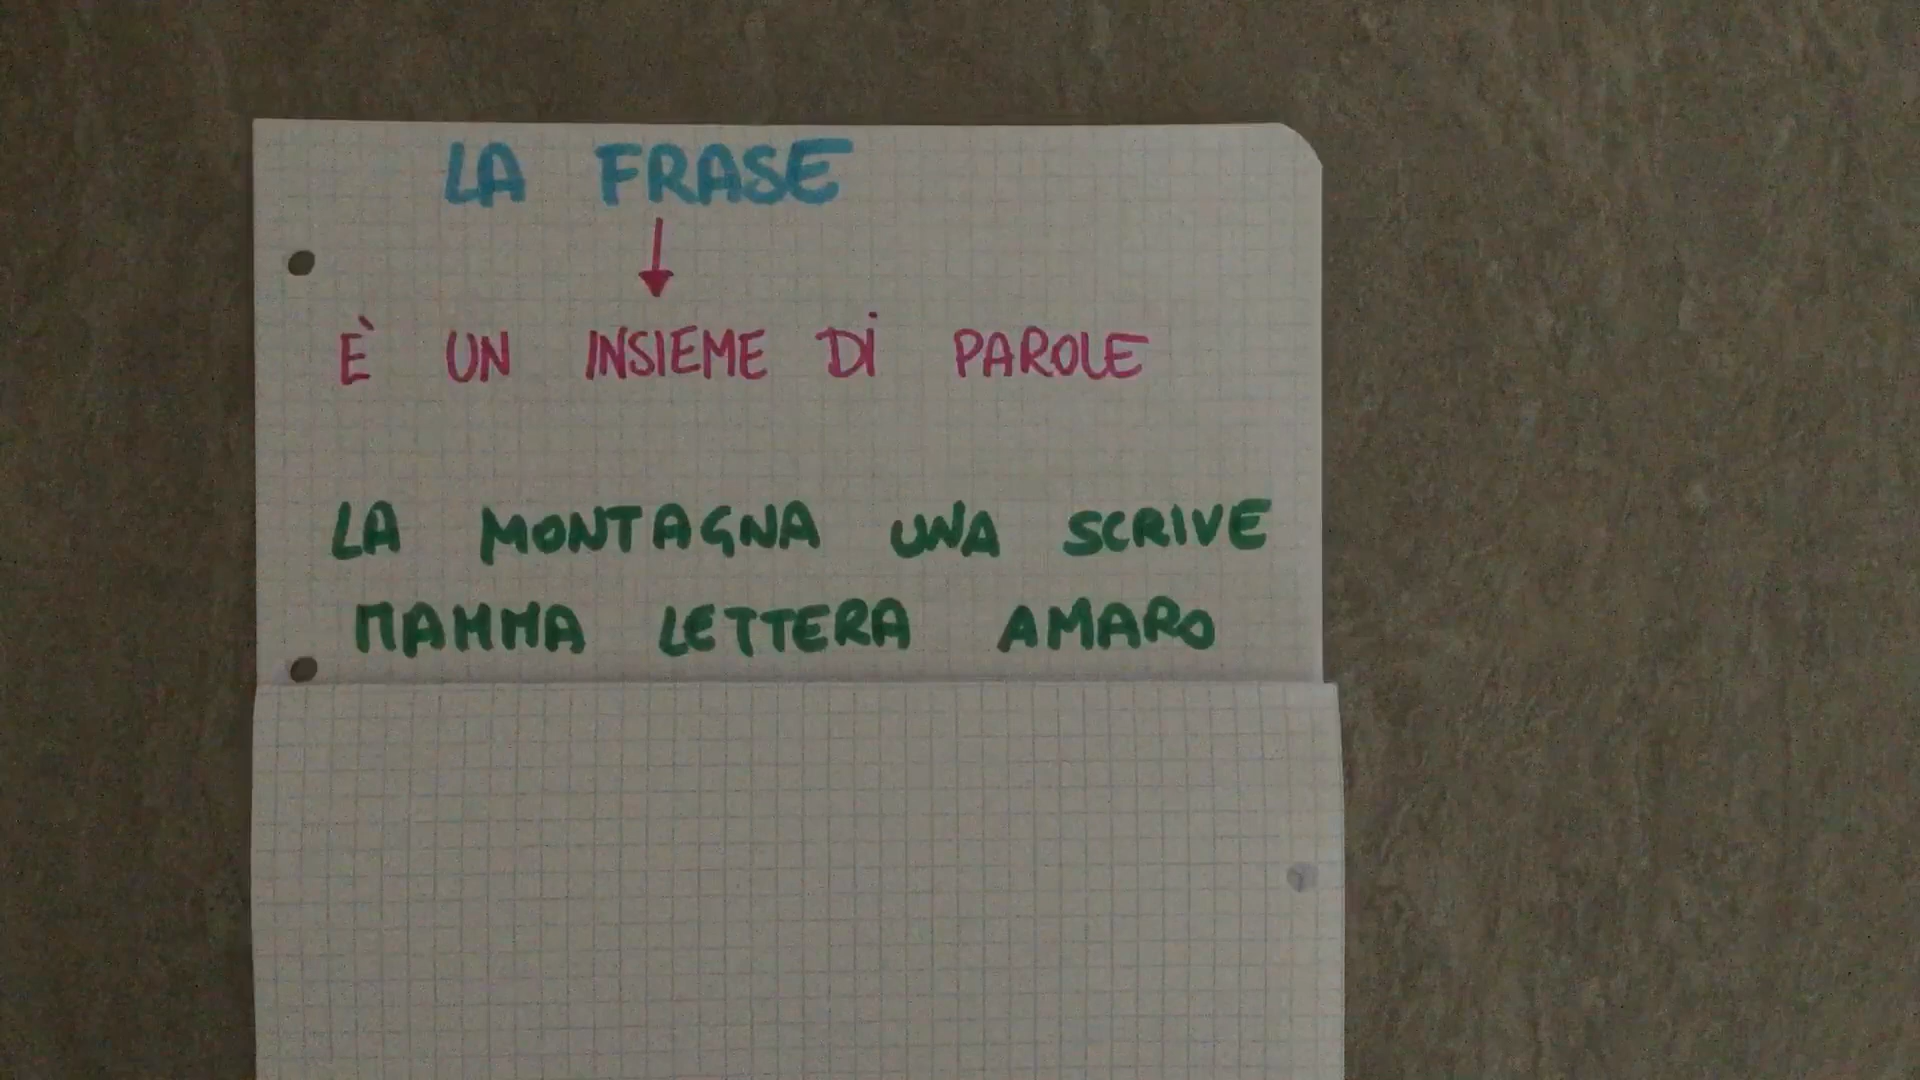 LA FRASE
È UN INSIEME DI PAROLE
LA MONTAGNA UNA SCRIVE
MAMMA LETTERA AMARO